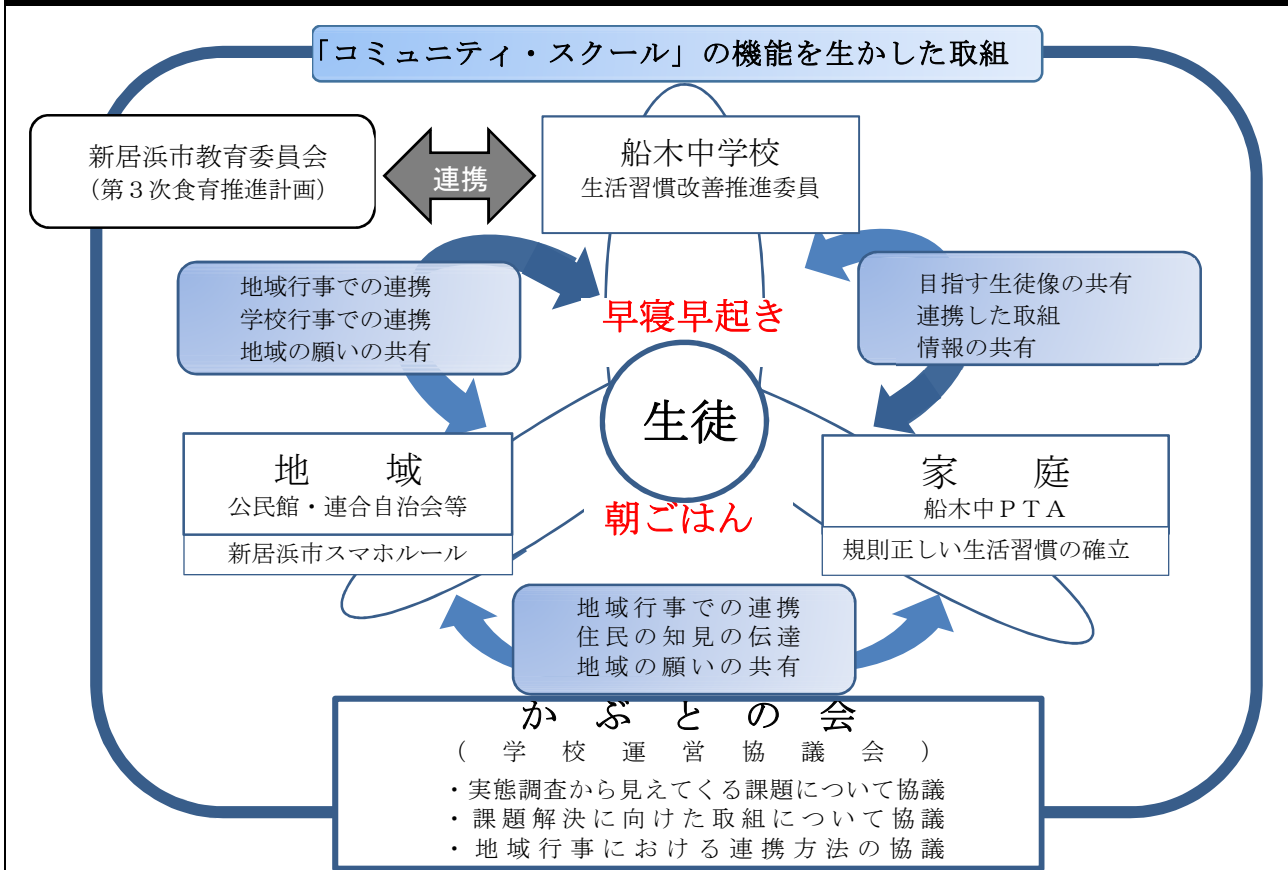 「コミュニティ・スクール」の機能を生かした取組
新居浜市教育委員会
(第3次食育推進計画)
連携
船木中学校
生活習慣改善推進委員
地域行事での連携
学校行事での連携
地域の願いの共有
目指す生徒像の共有
連携した取組
情報の共有
早寝早起き
生徒
朝ごはん
地域
公民館・連合自治会等
新居浜市スマホルール
家庭
船木中PTA
規則正しい生活習慣の確立
地域行事での連携
住民の知見の伝達
地域の願いの共有
かぶとの会
(学校運営協議会)
・実態調査から見えてくる課題について協議
・課題解決に向けた取組について協議
・地域行事における連携方法の協議